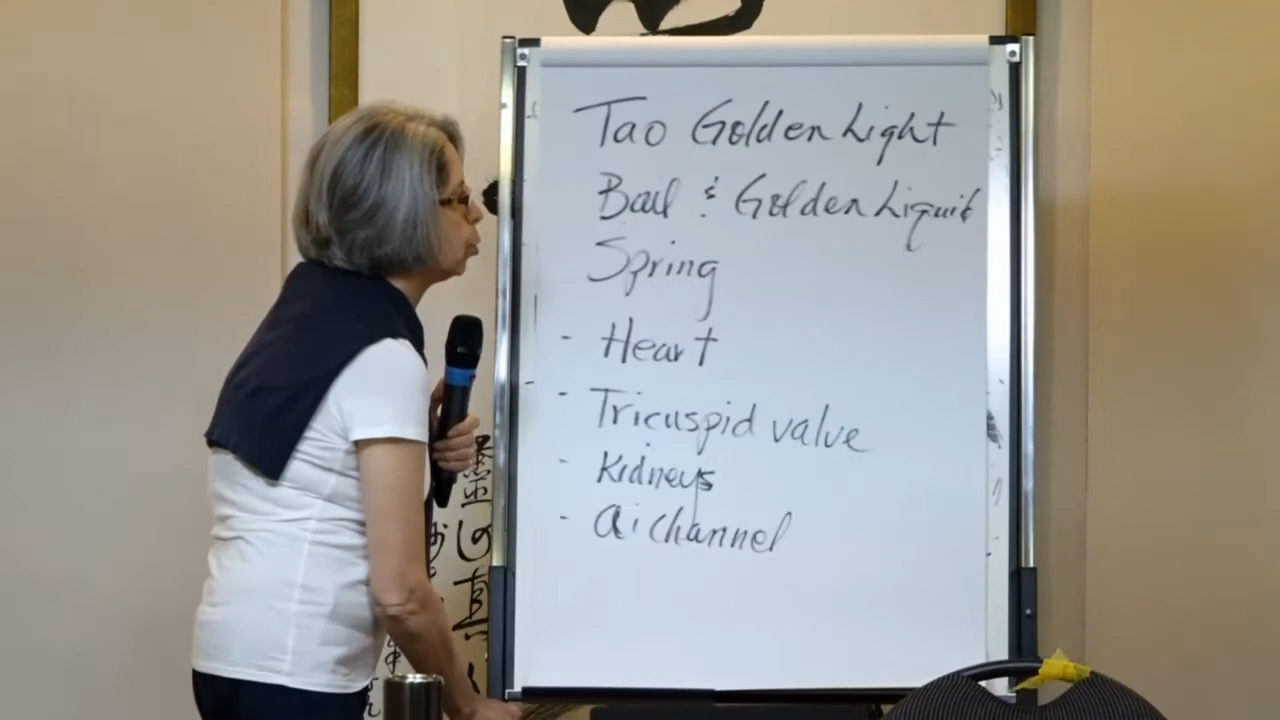 Tao Golden Light
Ball & Golden Liquid
Spring
- Heart
- Tricuspid valve
- Kidneys
- Qi channel